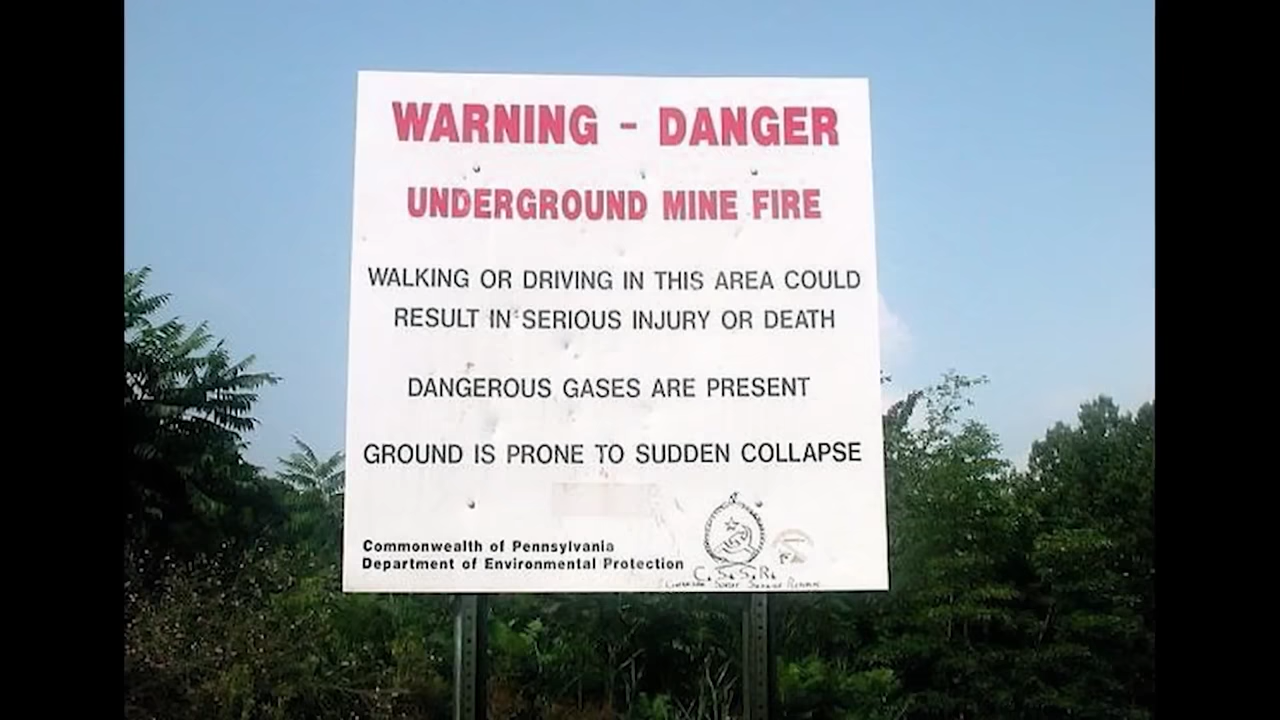 WARNING - DANGER
UNDERGROUND MINE FIRE
WALKING OR DRIVING IN THIS AREA COULD
RESULT IN SERIOUS INJURY OR DEATH
DANGEROUS GASES ARE PRESENT
GROUND IS PRONE TO SUDDEN COLLAPSE
Commonwealth of Pennsylvania
Department of Environmental Protection
C.S.S.R.